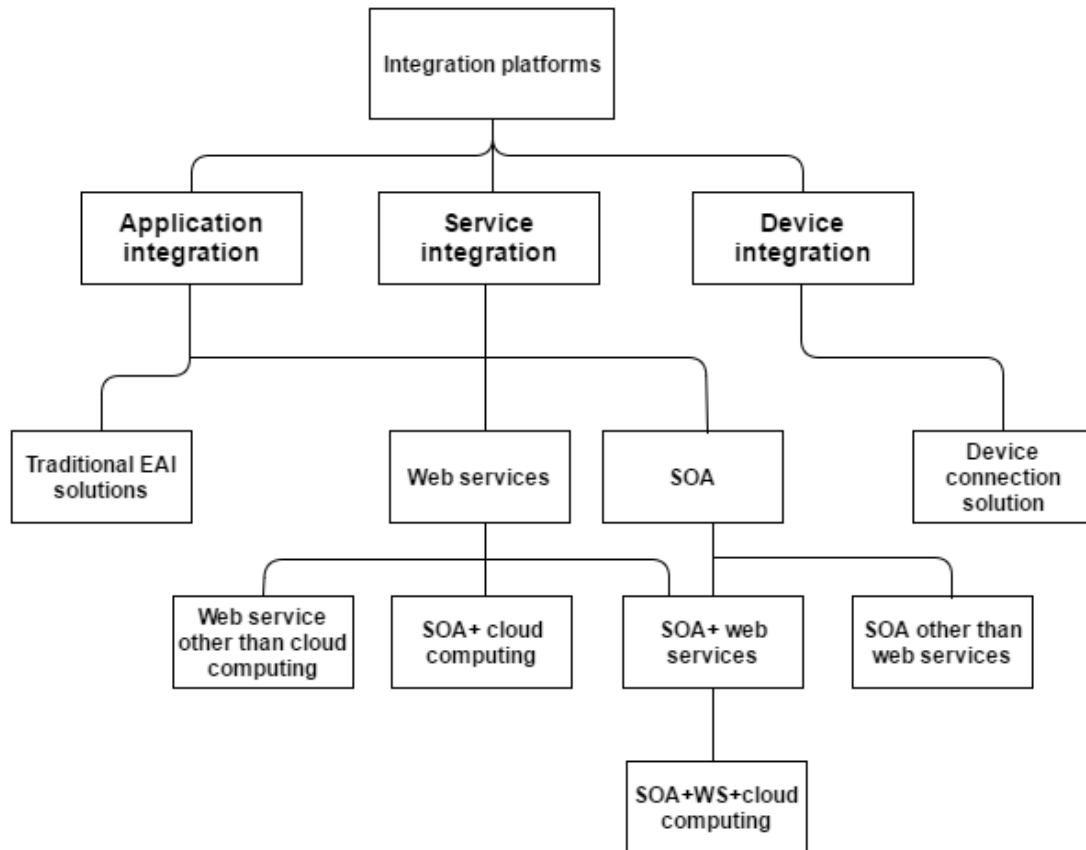 Integration platforms
Application
integration
Service
integration
Device
integration
Traditional EAI
solutions
Web services
SOA
Device
connection
solution
Web service
other than cloud
computing
SOA+ cloud
computing
SOA+ web
services
SOA other than
web services
SOA+WS+cloud
computing